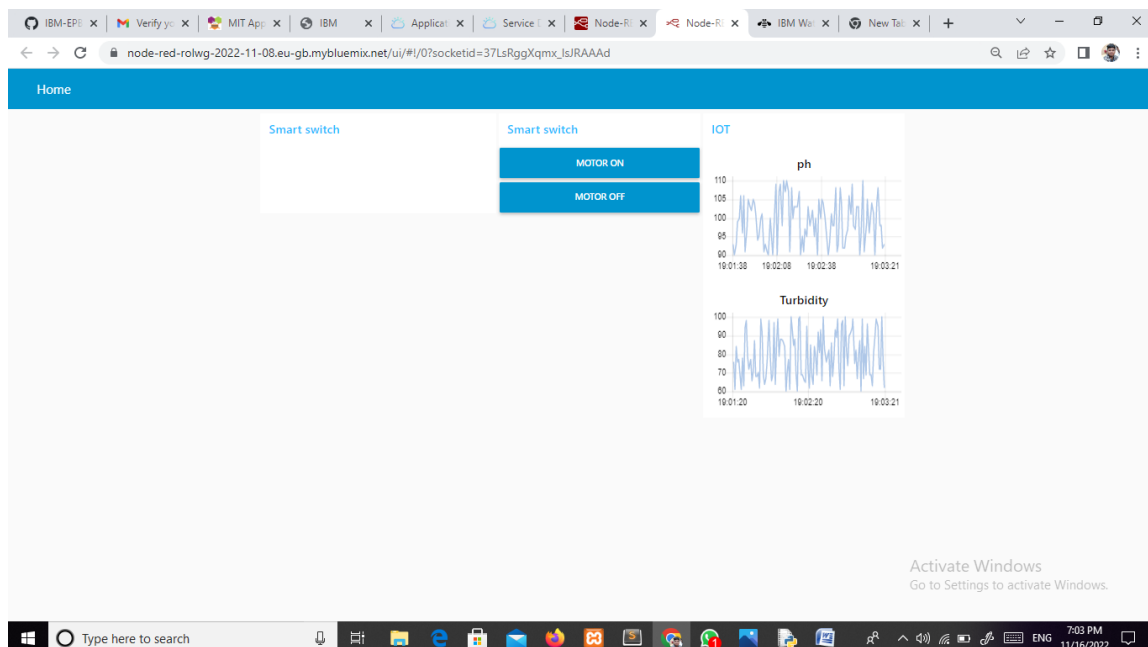 IBM-EPB
Verify yo
MIT App
IBM
Applicat
Service D
Node-RE
Node-RE
IBM Wat
New Tab
node-red-rolwg-2022-11-08.eu-gb.mybluemix.net/ui/#!/0?socketid=37LsRggXqmx_IsJRAAAd
Home
Smart switch
Smart switch
MOTOR ON
MOTOR OFF
IOT
ph
110
105
100
95
90
19:01:38 19:02:08 19:02:38 19:03:21
Turbidity
100
90
80
70
60
19:01:20 19:02:20 19:03:21
Activate Windows
Go to Settings to activate Windows.
Type here to search
ENG
7:03 PM
11/16/2022